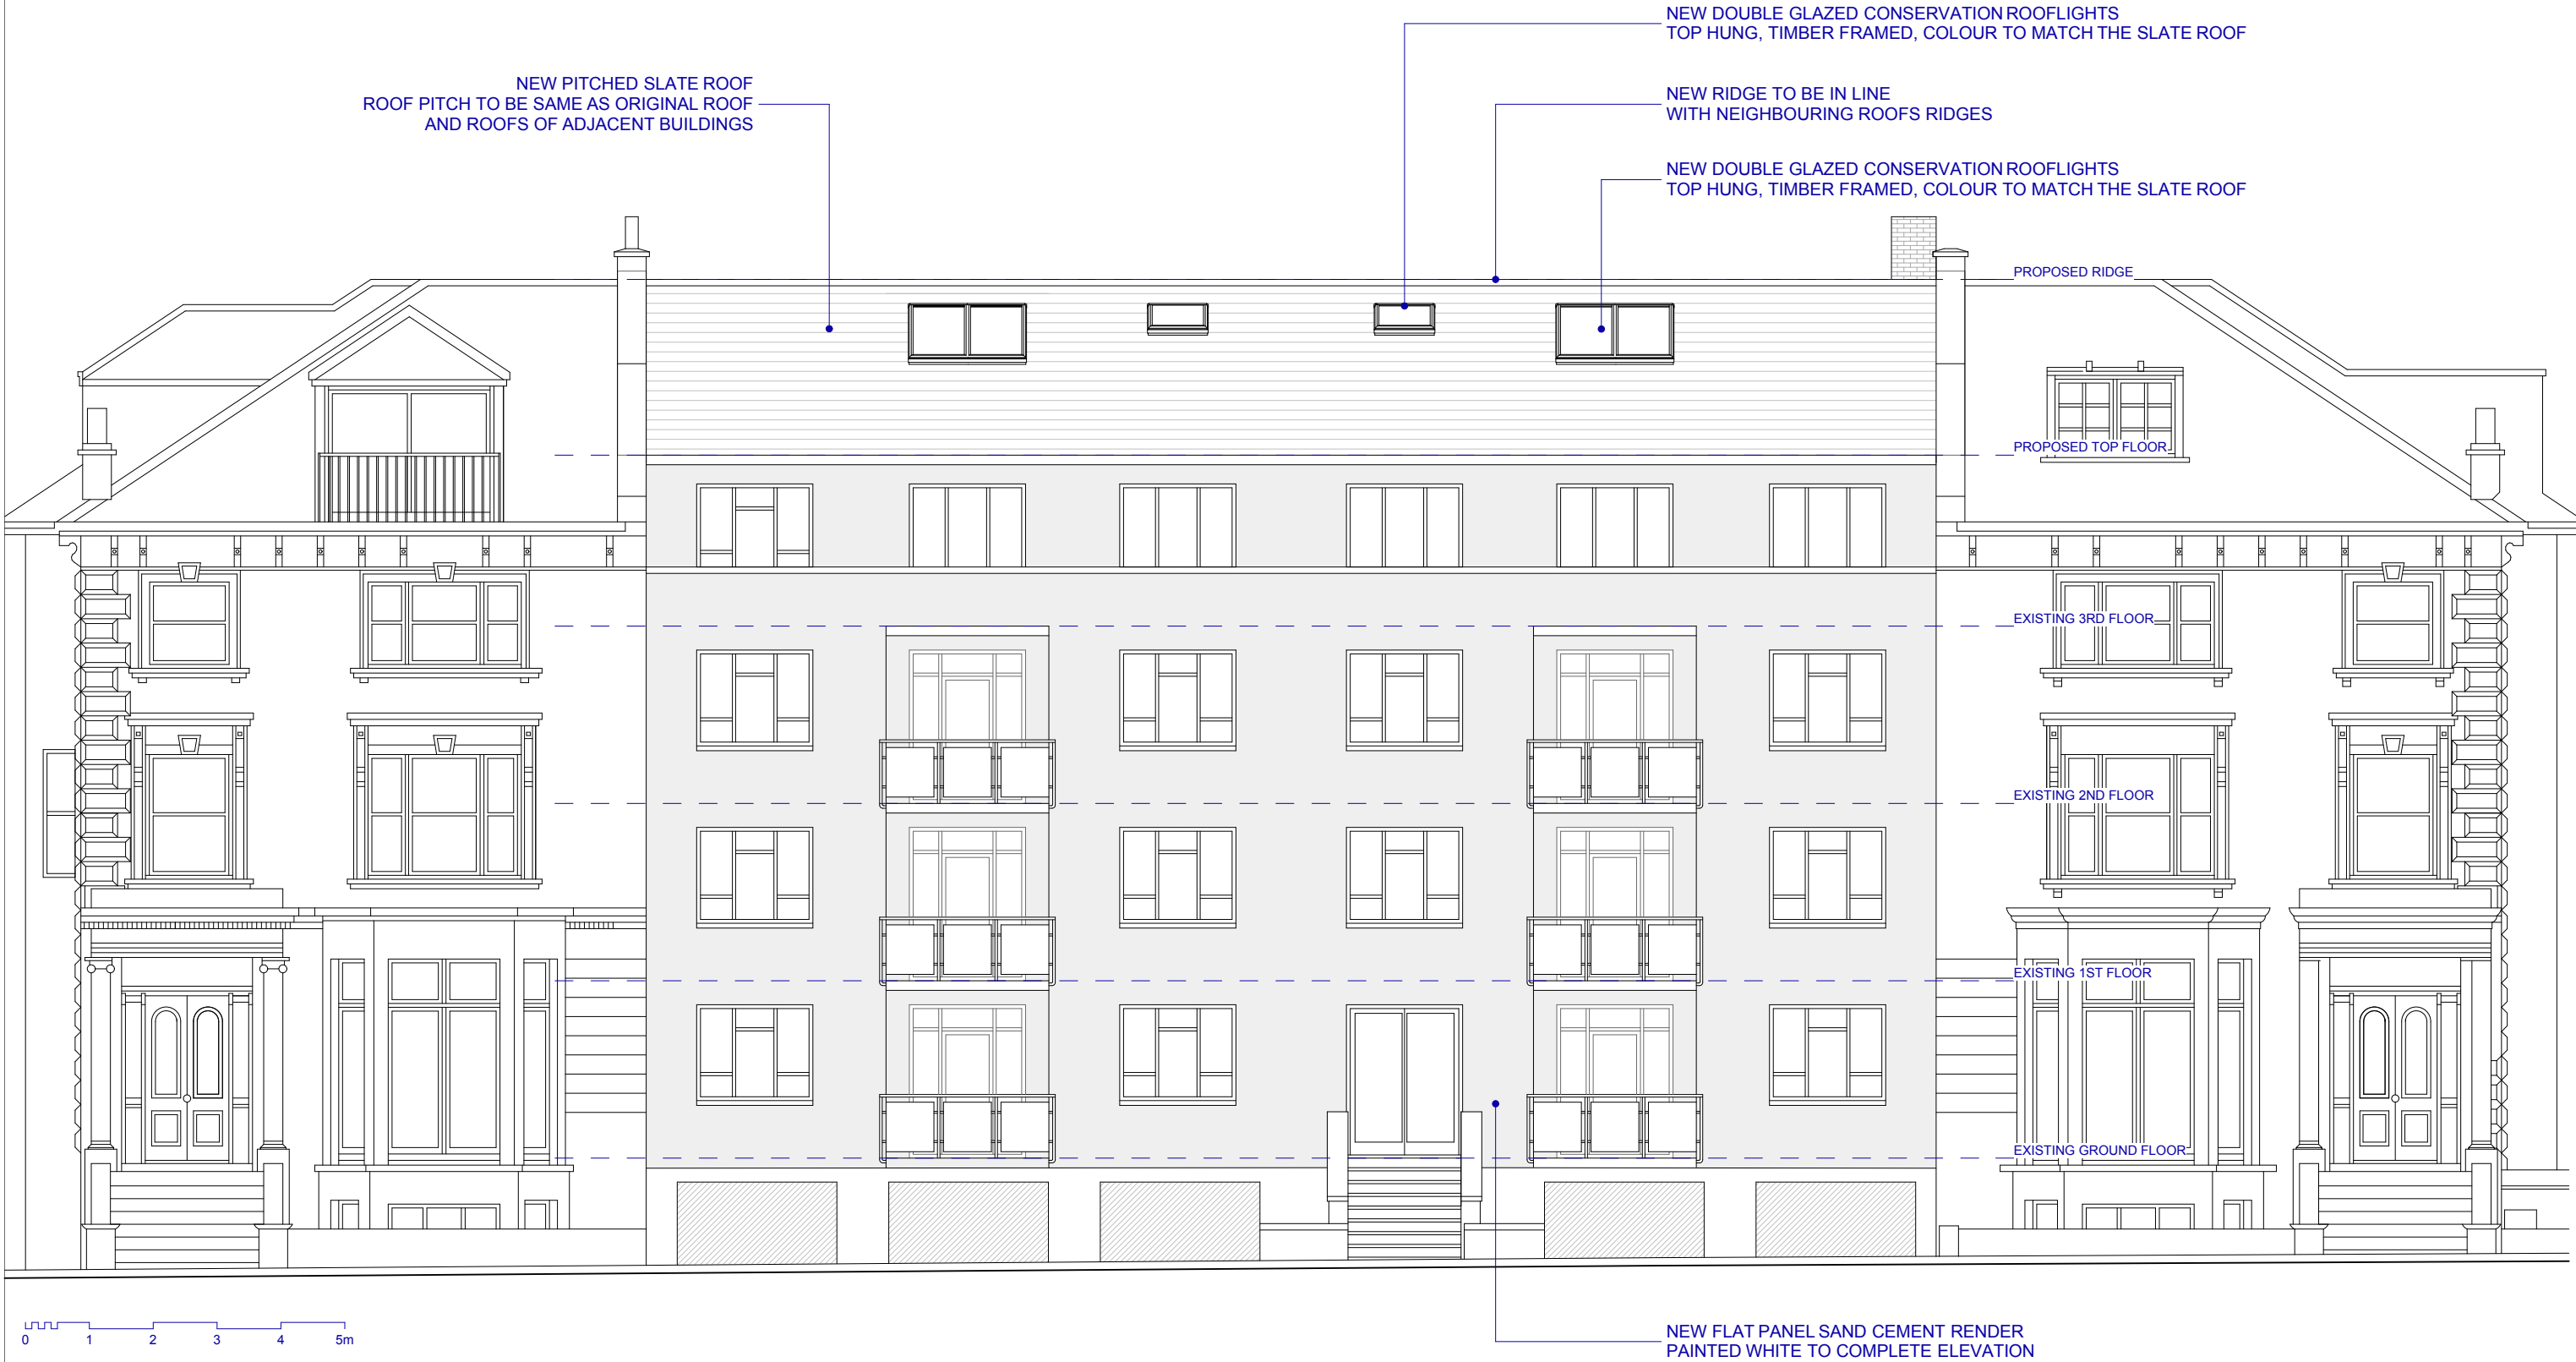 NEW DOUBLE GLAZED CONSERVATION ROOFLIGHTS
TOP HUNG, TIMBER FRAMED, COLOUR TO MATCH THE SLATE ROOF
NEW PITCHED SLATE ROOF
ROOF PITCH TO BE SAME AS ORIGINAL ROOF
AND ROOFS OF ADJACENT BUILDINGS
NEW RIDGE TO BE IN LINE
WITH NEIGHBOURING ROOFS RIDGES
NEW DOUBLE GLAZED CONSERVATION ROOFLIGHTS
TOP HUNG, TIMBER FRAMED, COLOUR TO MATCH THE SLATE ROOF
PROPOSED RIDGE
PROPOSED TOP FLOOR
EXISTING 3RD FLOOR
EXISTING 2ND FLOOR
EXISTING 1ST FLOOR
EXISTING GROUND FLOOR
0 1 2 3 4 5m
NEW FLAT PANEL SAND CEMENT RENDER
PAINTED WHITE TO COMPLETE ELEVATION